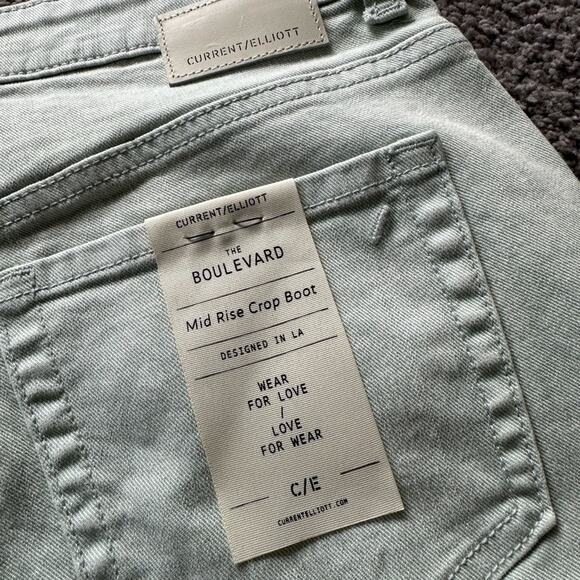 CURRENT/ELLIOTT
CURRENT/ELLIOTT
THE
BOULEVARD
Mid Rise Crop Boot
DESIGNED IN LA
WEAR
FOR LOVE
/
LOVE
FOR WEAR
C/E
CURRENTELLIOTT.COM